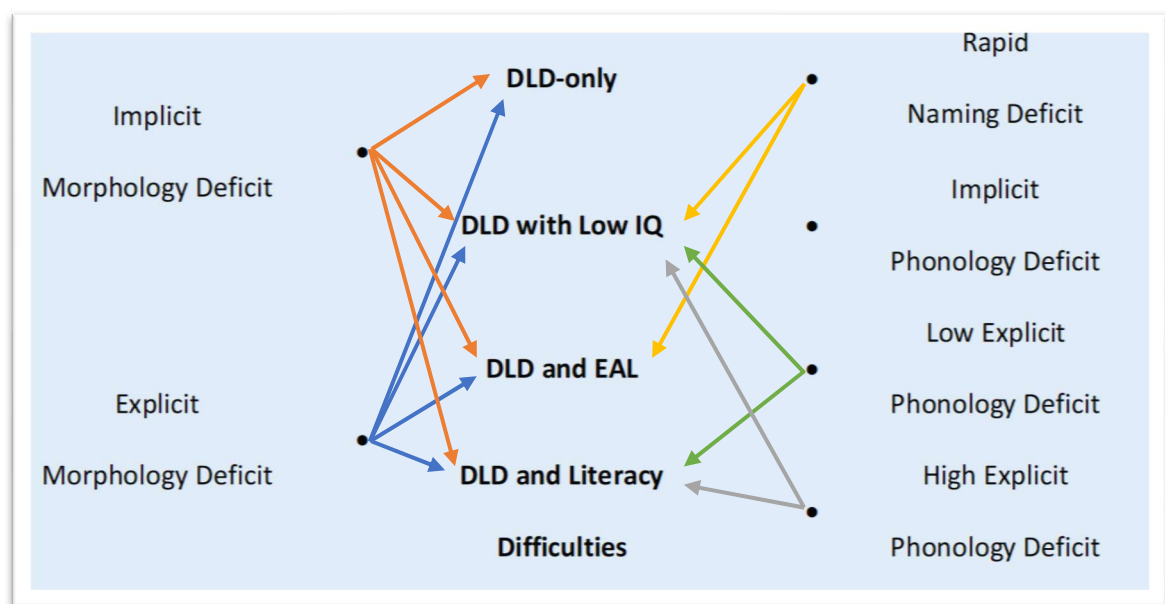 Implicit
Morphology Deficit
Explicit
Morphology Deficit
DLD-only
DLD with Low IQ
DLD and EAL
DLD and Literacy
Difficulties
Rapid
Naming Deficit
Implicit
Phonology Deficit
Low Explicit
Phonology Deficit
High Explicit
Phonology Deficit